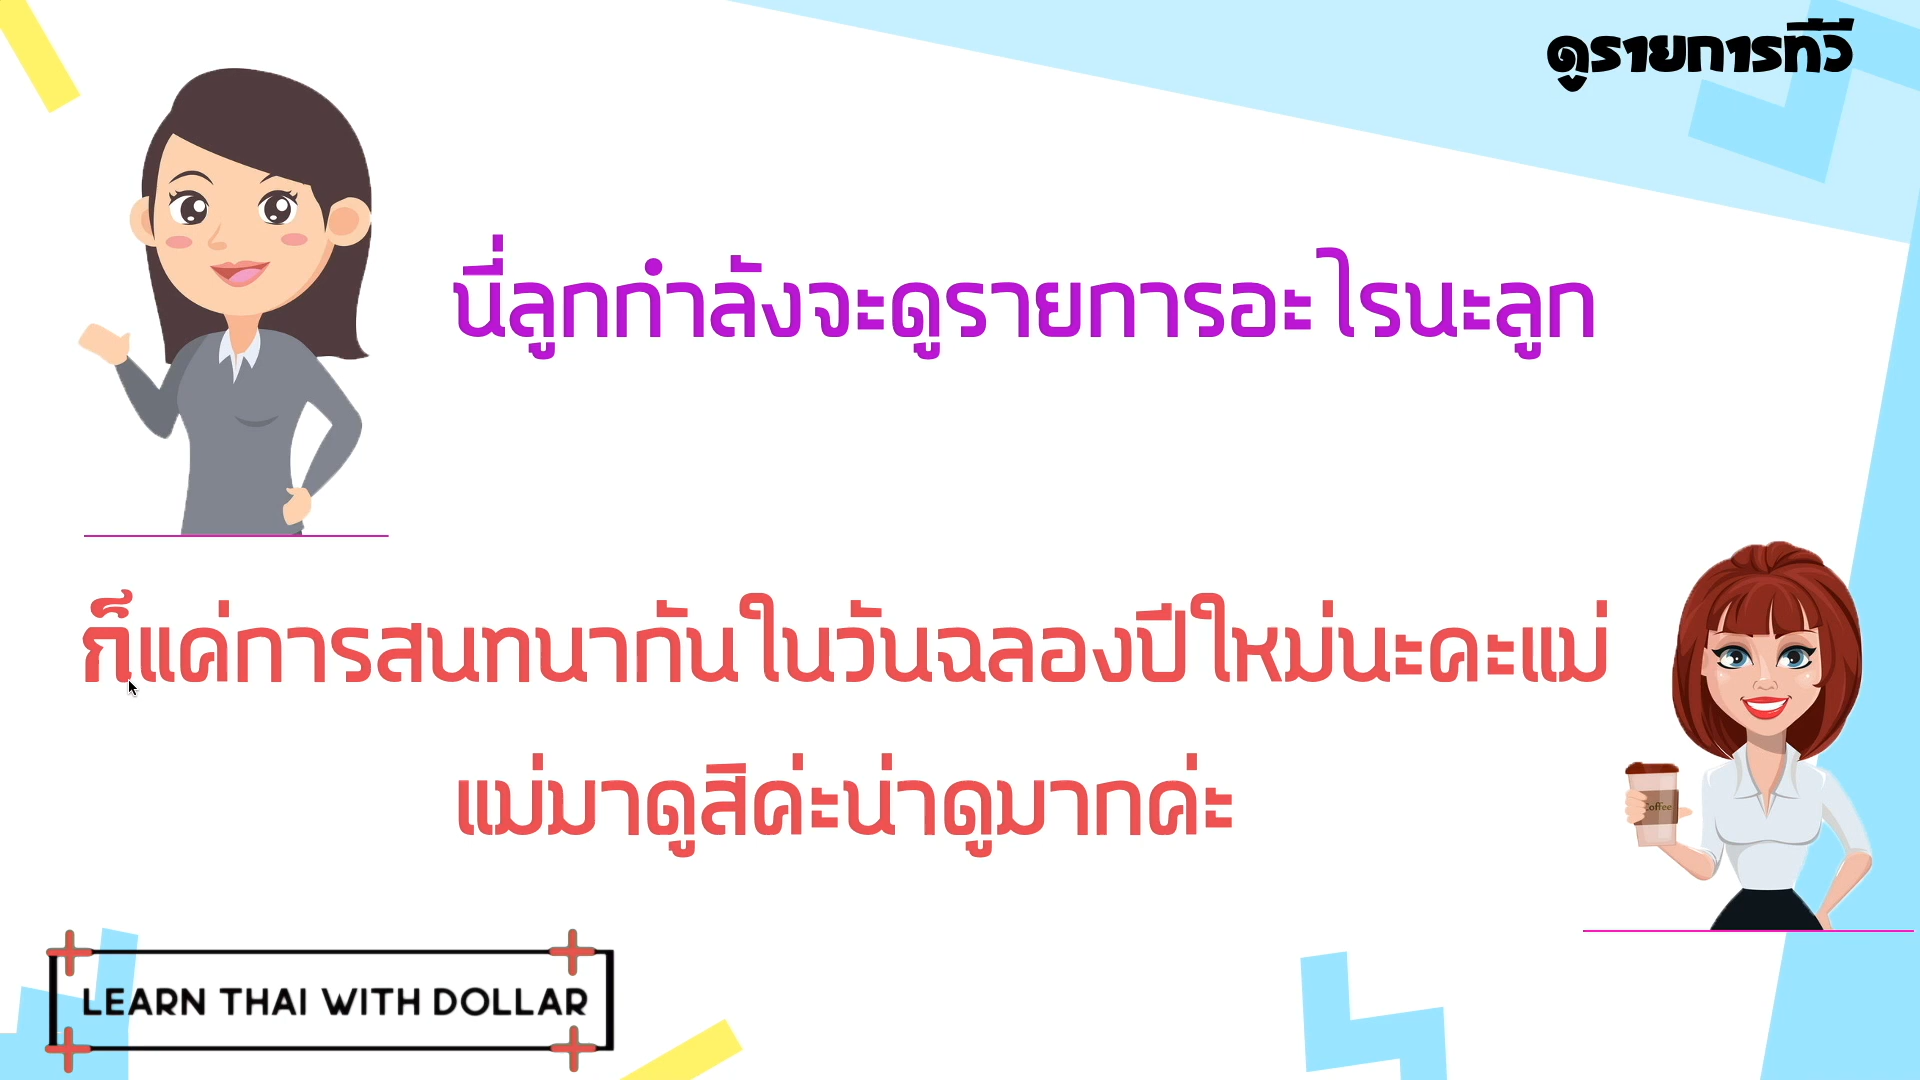 ดูรายการทีวี
นี่ลูกกำลังจะดูรายการอะไรนะลูก
ก็แค่การสนทนากันในวันฉลองปีใหม่นะคะแม่
แม่มาดูสิค่ะน่าดูมากค่ะ
Coffee
LEARN THAI WITH DOLLAR